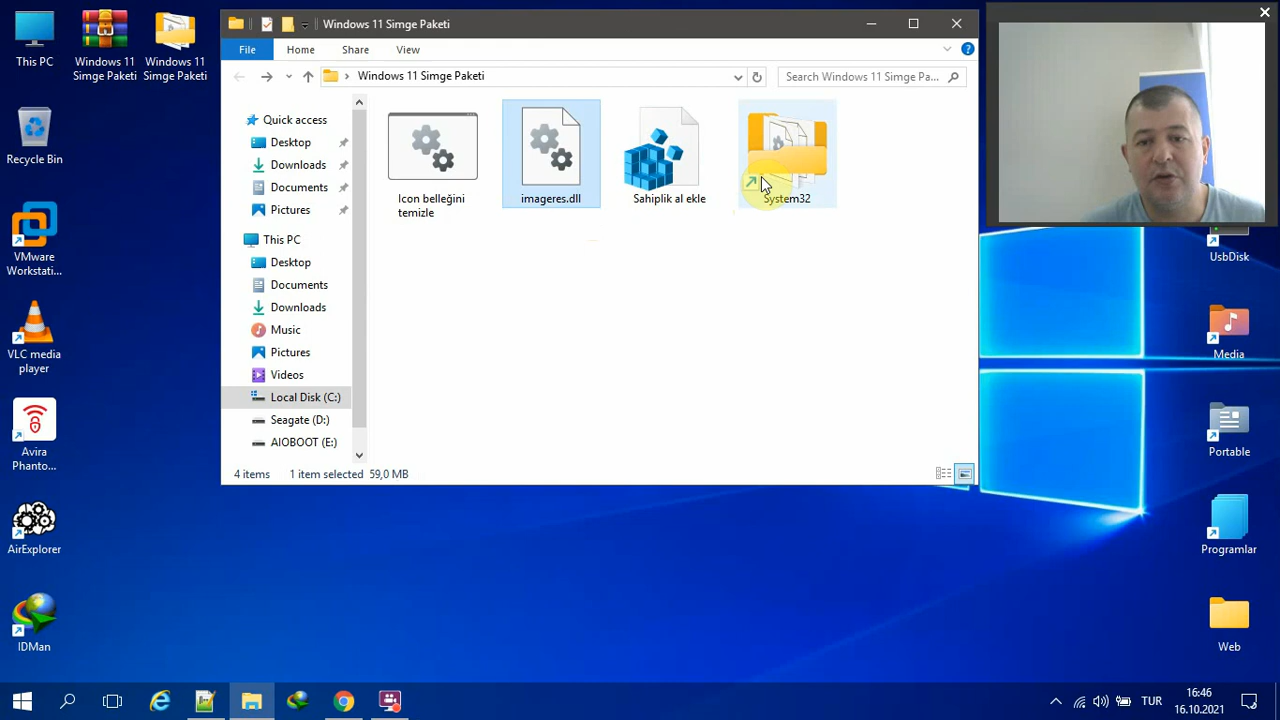 Windows 11 Simge Paketi
File
Home
Share
View
Windows 11 Simge Paketi
Search Windows 11 Simge Pa...
Quick access
Desktop
Downloads
Documents
Pictures
This PC
Desktop
Documents
Downloads
Music
Pictures
Videos
Local Disk (C:)
Seagate (D:)
AIOBOOT (E:)
Icon belleğini
temizle
imageres.dll
Sahiplik al ekle
System32
4 items
1 item selected
59,0 MB
This PC
Windows 11
Simge Paketi
Windows 11
Simge Paketi
Recycle Bin
VMware
Workstati...
VLC media
player
Avira
Phanto...
AirExplorer
IDMan
UsbDisk
Media
Portable
Programlar
Web
TUR
16:46
16.10.2021